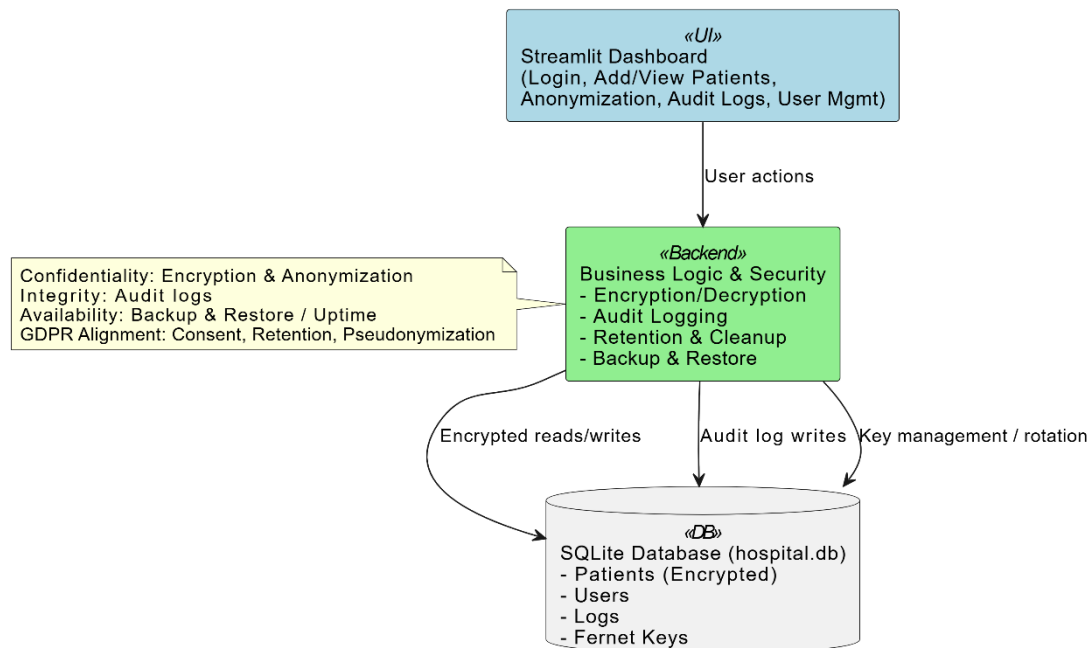 «UI»
Streamlit Dashboard
(Login, Add/View Patients,
Anonymization, Audit Logs, User Mgmt)
User actions
Confidentiality: Encryption & Anonymization
Integrity: Audit logs
Availability: Backup & Restore / Uptime
GDPR Alignment: Consent, Retention, Pseudonymization
«Backend»
Business Logic & Security
- Encryption/Decryption
- Audit Logging
- Retention & Cleanup
- Backup & Restore
Encrypted reads/writes
Audit log writes
Key management / rotation
«DB»
SQLite Database (hospital.db)
- Patients (Encrypted)
- Users
- Logs
- Fernet Keys